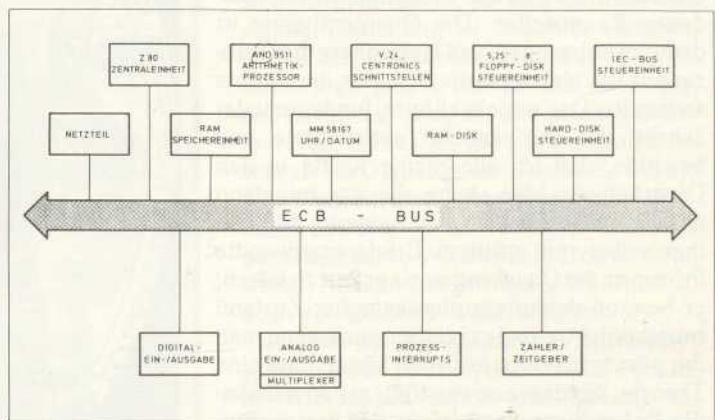 Z 80
ZENTRALEINHEIT
AMD 9511
ARITHMETIK-
PROZESSOR
V. 24 ,
CENTRONICS
SCHNITTSTELLEN
5,25" , 8"
FLOPPY-DISK
STEUEREINHEIT
IEC-BUS
STEUEREINHEIT
NETZTEIL
RAM
SPEICHEREINHEIT
MM 58167
UHR / DATUM
RAM-DISK
HARD-DISK
STEUEREINHEIT
ECB - BUS
DIGITAL-
EIN-/AUSGABE
ANALOG
EIN-/AUSGABE
MULTIPLEXER
PROZESS-
INTERRUPTS
ZÄHLER /
ZEITGEBER